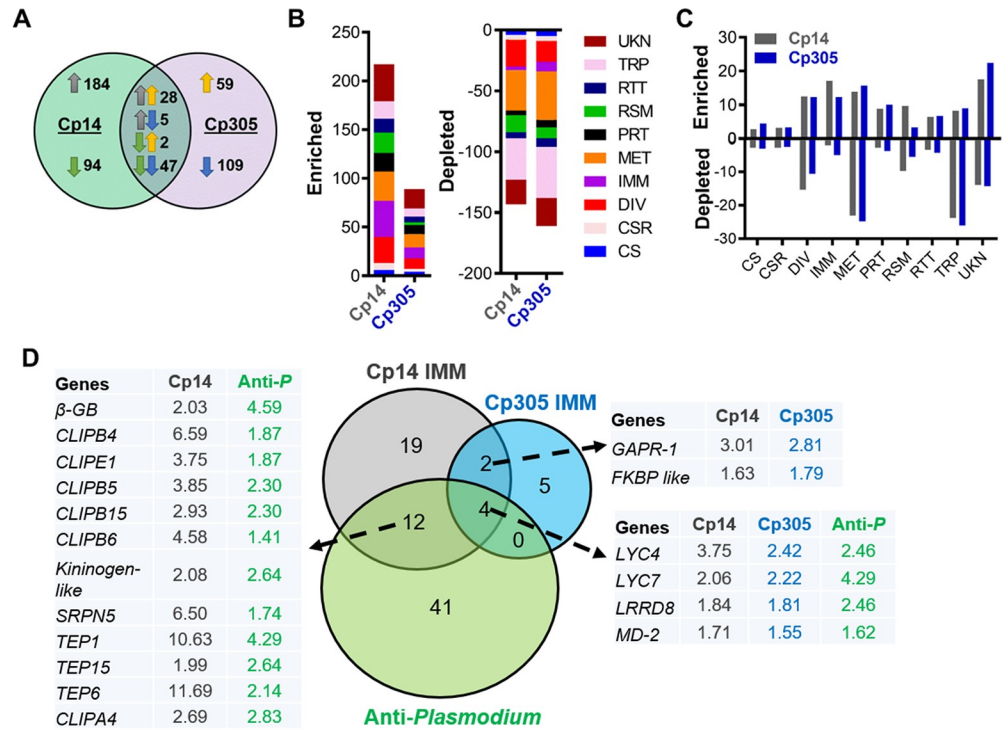 A
184
28
59
5
Cp14
Cp305
2
94
47
109
B
Enriched
250
200
150
100
50
0
Cp14
Cp305
Depleted
0
-50
-100
-150
-200
Cp14
Cp305
UKN
TRP
RTT
RSM
PRT
MET
IMM
DIV
CSR
CS
C
Cp14
Cp305
Enriched
Depleted
30
20
10
0
-10
-20
-30
CS
CSR
DIV
IMM
MET
PRT
RSM
RTT
TRP
UKN
D
Genes Cp14 Anti-P
β-GB 2.03 4.59
CLIPB4 6.59 1.87
CLIPE1 3.75 1.87
CLIPB5 3.85 2.30
CLIPB15 2.93 2.30
CLIPB6 4.58 1.41
Kininogen-
like 2.08 2.64
SRPN5 6.50 1.74
TEP1 10.63 4.29
TEP15 1.99 2.64
TEP6 11.69 2.14
CLIPA4 2.69 2.83
Cp14 IMM
Cp305 IMM
19
2
5
4
12
0
41
Anti-Plasmodium
Genes Cp14 Cp305
GAPR-1 3.01 2.81
FKBP like 1.63 1.79
Genes Cp14 Cp305 Anti-P
LYC4 3.75 2.42 2.46
LYC7 2.06 2.22 4.29
LRRD8 1.84 1.81 2.46
MD-2 1.71 1.55 1.62